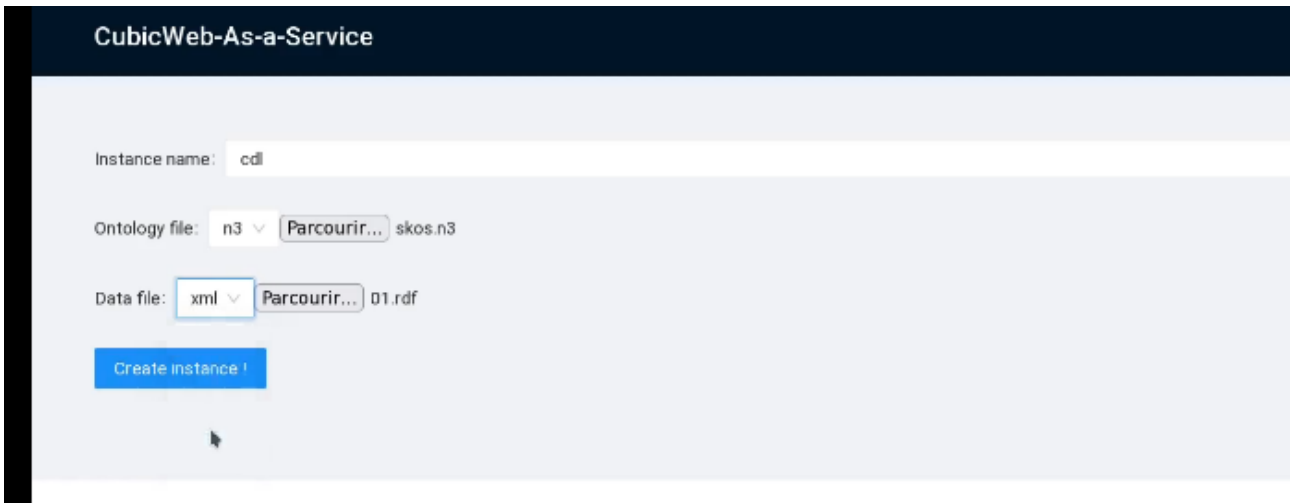 CubicWeb-As-a-Service
Instance name: cdl
Ontology file: n3 Parcourir... skos.n3
Data file: xml Parcourir... 01.rdf
Create instance !